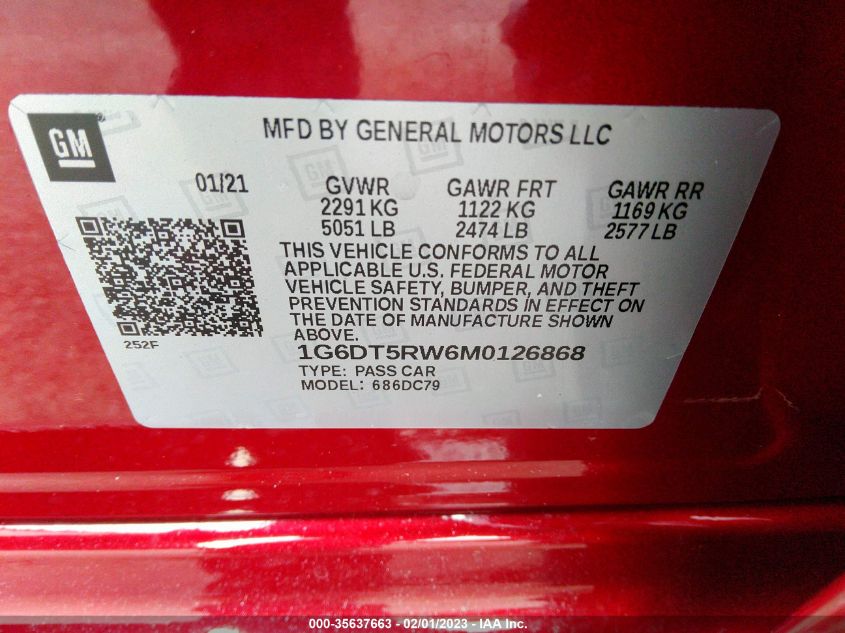 GM
MFD BY GENERAL MOTORS LLC
01/21 GVWR GAWR FRT GAWR RR
2291 KG 1122 KG 1169 KG
5051 LB 2474 LB 2577 LB
THIS VEHICLE CONFORMS TO ALL
APPLICABLE U.S. FEDERAL MOTOR
VEHICLE SAFETY, BUMPER, AND THEFT
PREVENTION STANDARDS IN EFFECT ON
THE DATE OF MANUFACTURE SHOWN
ABOVE.
252F
1G6DT5RW6M0126868
TYPE: PASS CAR
MODEL: 686DC79
000-35637663 - 02/01/2023 - IAA Inc.